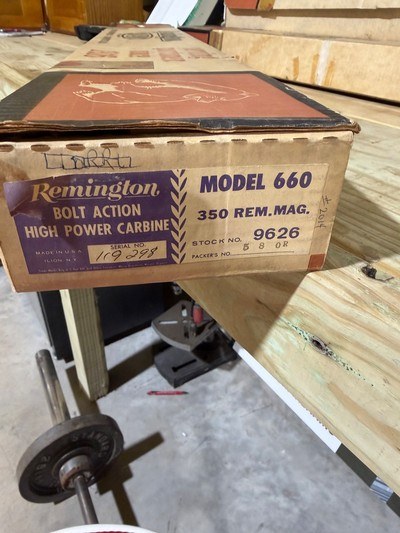 Remington
BOLT ACTION
HIGH POWER CARBINE
MADE IN U.S.A.
ILION, N.Y.
SERIAL NO.
119298
MODEL 660
350 REM. MAG.
STOCK NO. 9626
580R
PACKER'S NO.